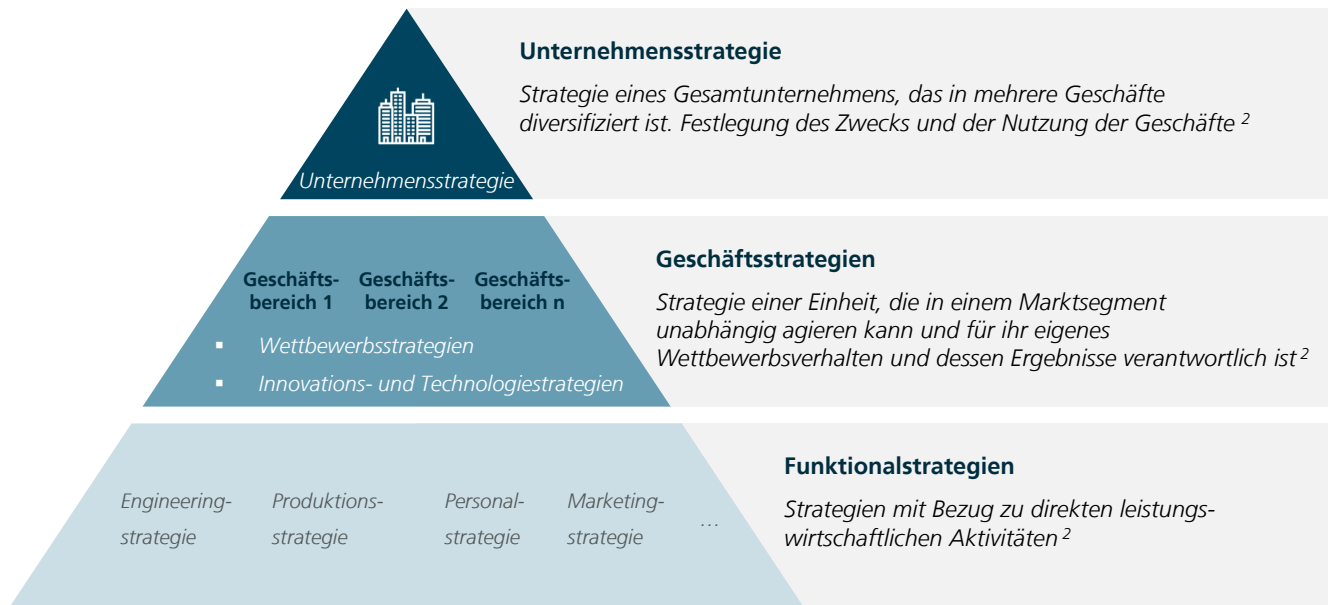 Unternehmensstrategie
Strategie eines Gesamtunternehmens, das in mehrere Geschäfte
diversifiziert ist. Festlegung des Zwecks und der Nutzung der Geschäfte ²
Unternehmensstrategie
Geschäfts- Geschäfts- Geschäfts-
bereich 1 bereich 2 bereich n
▪ Wettbewerbsstrategien
▪ Innovations- und Technologiestrategien
Geschäftsstrategien
Strategie einer Einheit, die in einem Marktsegment
unabhängig agieren kann und für ihr eigenes
Wettbewerbsverhalten und dessen Ergebnisse verantwortlich ist ²
Engineering- Produktions- Personal- Marketing-
strategie strategie strategie strategie ...
Funktionalstrategien
Strategien mit Bezug zu direkten leistungs-
wirtschaftlichen Aktivitäten ²